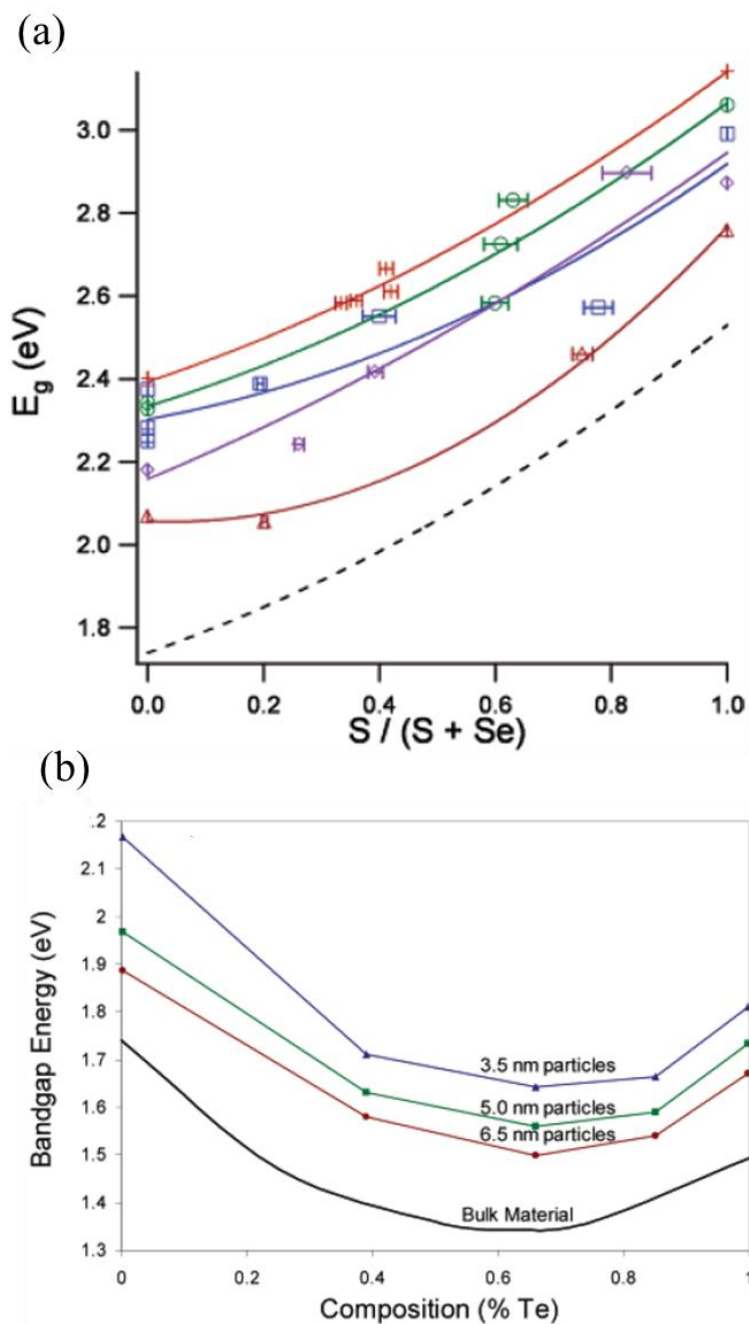 (a)
E_g (eV)
3.0
2.8
2.6
2.4
2.2
2.0
1.8
0.0 0.2 0.4 0.6 0.8 1.0
S / (S + Se)
(b)
Bandgap Energy (eV)
.2
2.1
2
1.9
1.8
1.7
1.6
1.5
1.4
1.3
3.5 nm particles
5.0 nm particles
6.5 nm particles
Bulk Material
0 0.2 0.4 0.6 0.8 1
Composition (% Te)